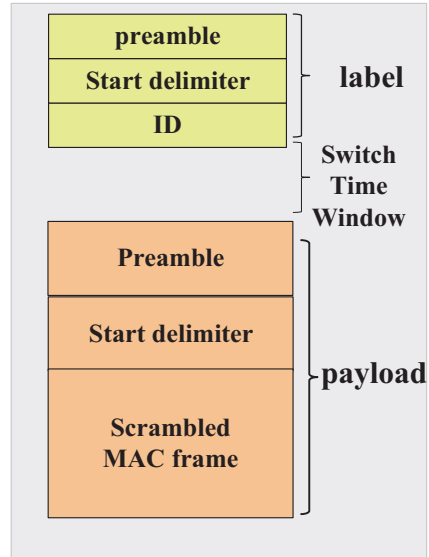 preamble
Start delimiter
label
ID
Switch
Time
Window
Preamble
Start delimiter
payload
Scrambled
MAC frame